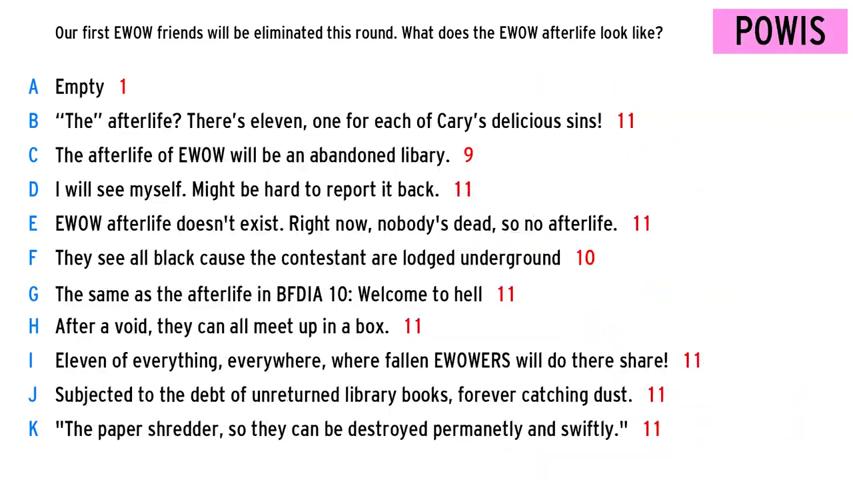 Our first EWOW friends will be eliminated this round. What does the EWOW afterlife look like?
POWIS
A Empty 1
B “The” afterlife? There’s eleven, one for each of Cary’s delicious sins! 11
C The afterlife of EWOW will be an abandoned libary. 9
D I will see myself. Might be hard to report it back. 11
E EWOW afterlife doesn't exist. Right now, nobody's dead, so no afterlife. 11
F They see all black cause the contestant are lodged underground 10
G The same as the afterlife in BFDIA 10: Welcome to hell 11
H After a void, they can all meet up in a box. 11
I Eleven of everything, everywhere, where fallen EWOWERS will do there share! 11
J Subjected to the debt of unreturned library books, forever catching dust. 11
K "The paper shredder, so they can be destroyed permanetly and swiftly." 11